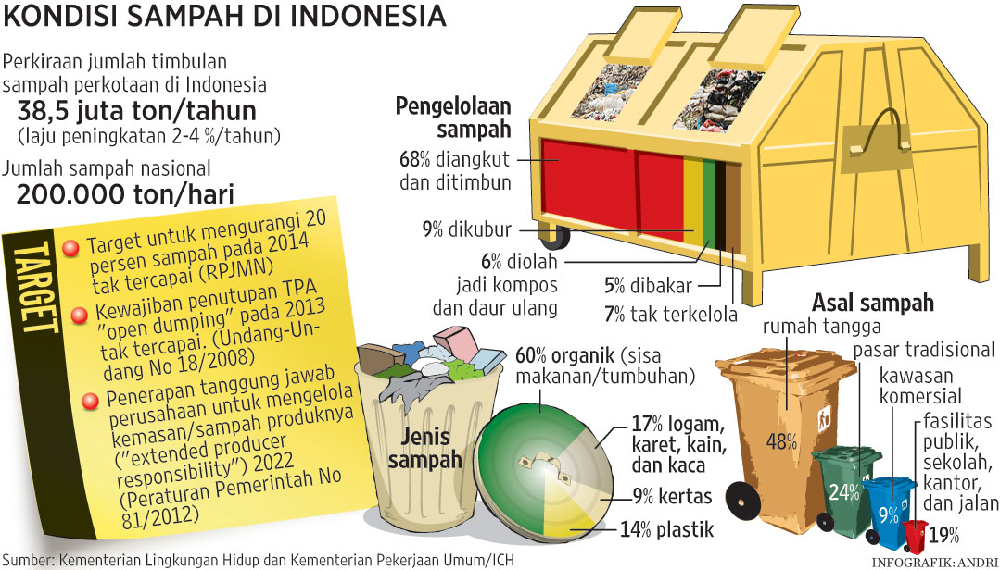 KONDISI SAMPAH DI INDONESIA
Perkiraan jumlah timbulan
sampah perkotaan di Indonesia
38,5 juta ton/tahun
(laju peningkatan 2-4 %/tahun)
Jumlah sampah nasional
200.000 ton/hari
TARGET
Target untuk mengurangi 20
persen sampah pada 2014
tak tercapai (RPJMN)
Kewajiban penutupan TPA
"open dumping" pada 2013
tak tercapai. (Undang-Un-
dang No 18/2008)
Penerapan tanggung jawab
perusahaan untuk mengelola
kemasan/sampah produknya
("extended producer
responsibility") 2022
(Peraturan Pemerintah No
81/2012)
Pengelolaan
sampah
68% diangkut
dan ditimbun
9% dikubur
6% diolah
jadi kompos
dan daur ulang
5% dibakar
7% tak terkelola
Jenis
sampah
60% organik (sisa
makanan/tumbuhan)
17% logam,
karet, kain,
dan kaca
9% kertas
14% plastik
Asal sampah
rumah tangga
pasar tradisional
kawasan
komersial
fasilitas
publik,
sekolah,
kantor,
dan jalan
48%
24%
9%
19%
Sumber: Kementerian Lingkungan Hidup dan Kementerian Pekerjaan Umum/ICH
INFOGRAFIK: ANDRI